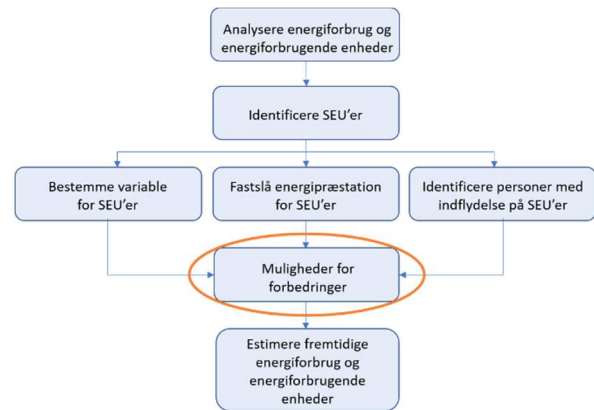 Analysere energiforbrug og
energiforbrugende enheder
Identificere SEU'er
Bestemme variable
for SEU'er
Fastslå energipræstation
for SEU'er
Identificere personer med
indflydelse på SEU'er
Muligheder for
forbedringer
Estimere fremtidige
energiforbrug og
energiforbrugende
enheder